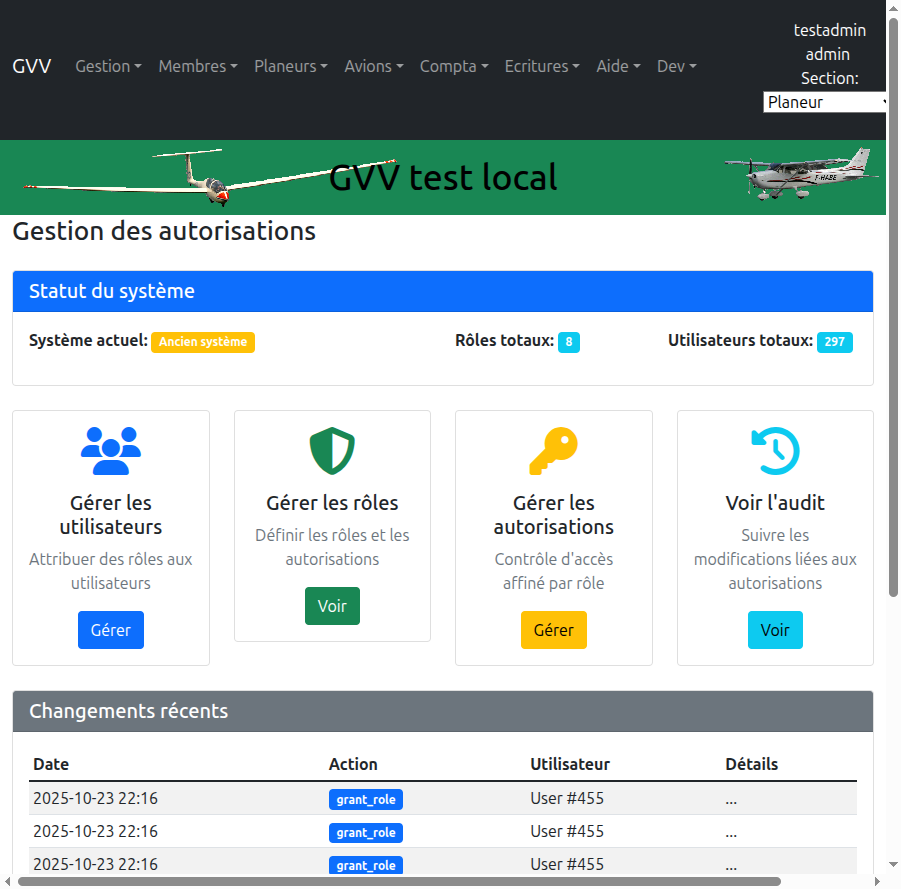 GVV Gestion Membres Planeurs Avions Compta Ecritures Aide Dev
testadmin
admin
Section:
Planeur
GVV test local
F-HABE
Gestion des autorisations
Statut du système
Système actuel: Ancien système Rôles totaux: 8 Utilisateurs totaux: 297
Gérer les
utilisateurs
Attribuer des rôles aux
utilisateurs
Gérer
Gérer les rôles
Définir les rôles et les
autorisations
Voir
Gérer les
autorisations
Contrôle d'accès
affiné par rôle
Gérer
Voir l'audit
Suivre les
modifications liées aux
autorisations
Voir
Changements récents
Date Action Utilisateur Détails
2025-10-23 22:16 grant_role User #455 ...
2025-10-23 22:16 grant_role User #455 ...
2025-10-23 22:16 grant_role User #455 ...